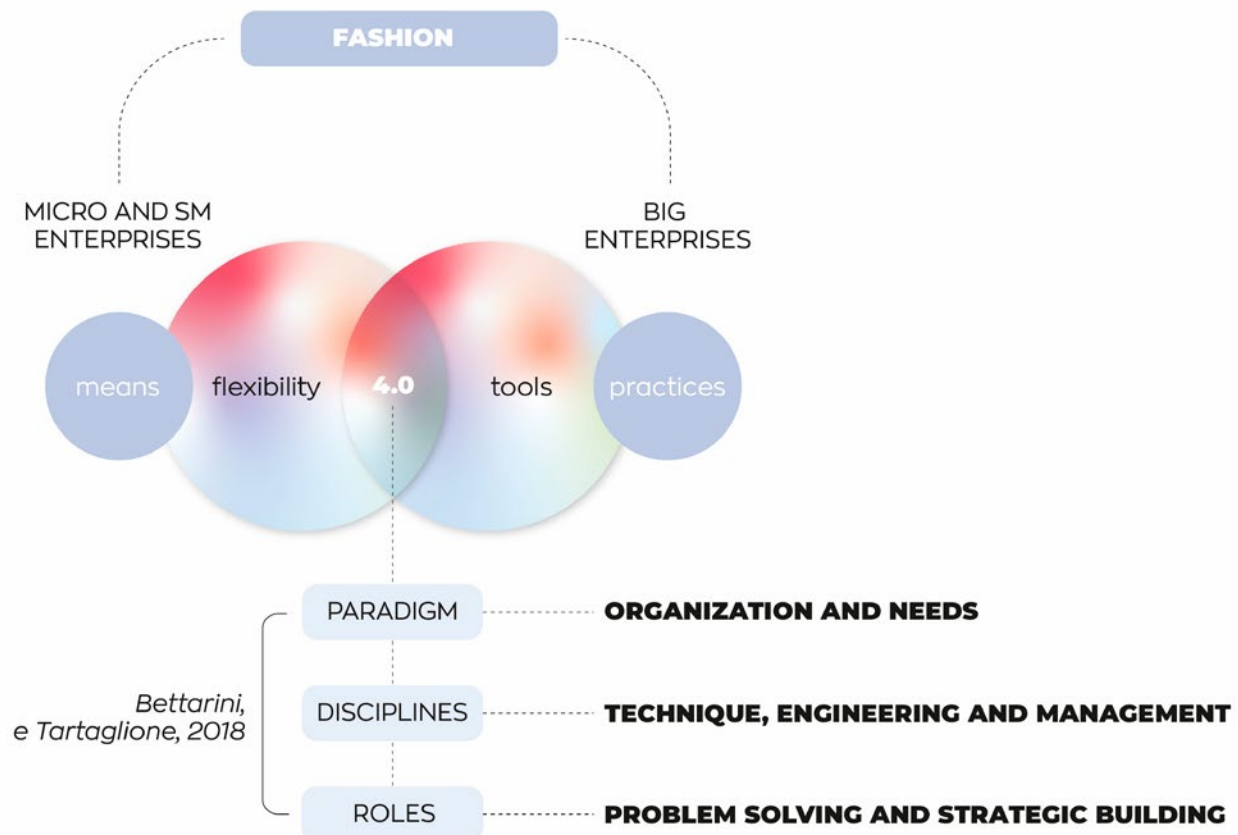 FASHION
MICRO AND SM
ENTERPRISES
BIG
ENTERPRISES
means
flexibility
4.0
tools
practices
PARADIGM
ORGANIZATION AND NEEDS
Bettarini,
e Tartaglione, 2018
DISCIPLINES
TECHNIQUE, ENGINEERING AND MANAGEMENT
ROLES
PROBLEM SOLVING AND STRATEGIC BUILDING